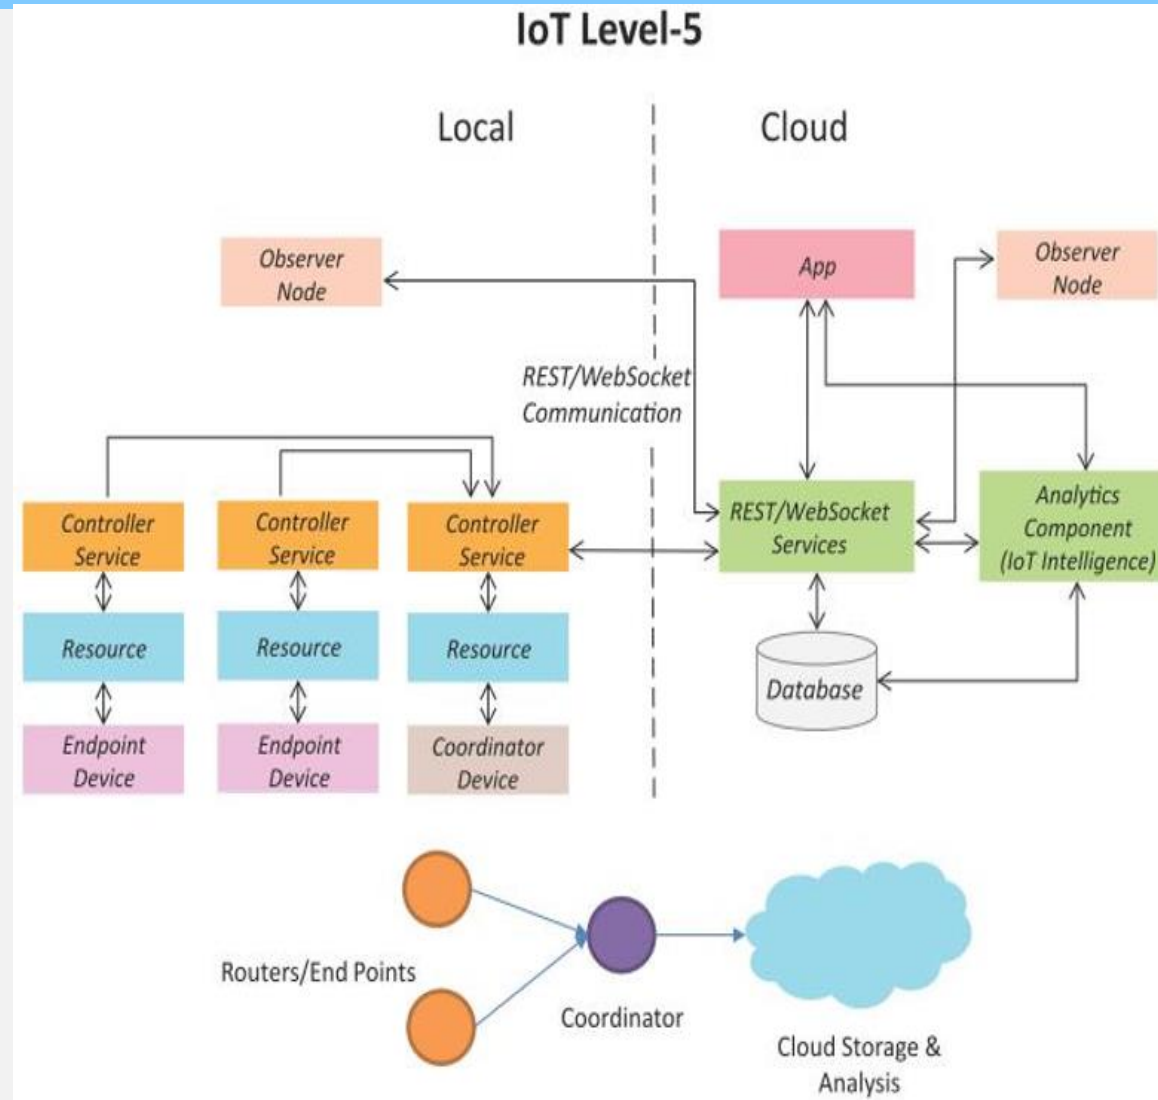 IoT Level-5
Local
Cloud
Observer
Node
App
Observer
Node
REST/WebSocket
Communication
Controller
Service
Controller
Service
Controller
Service
REST/WebSocket
Services
Analytics
Component
(IoT Intelligence)
Resource
Resource
Resource
Database
Endpoint
Device
Endpoint
Device
Coordinator
Device
Routers/End Points
Coordinator
Cloud Storage &
Analysis